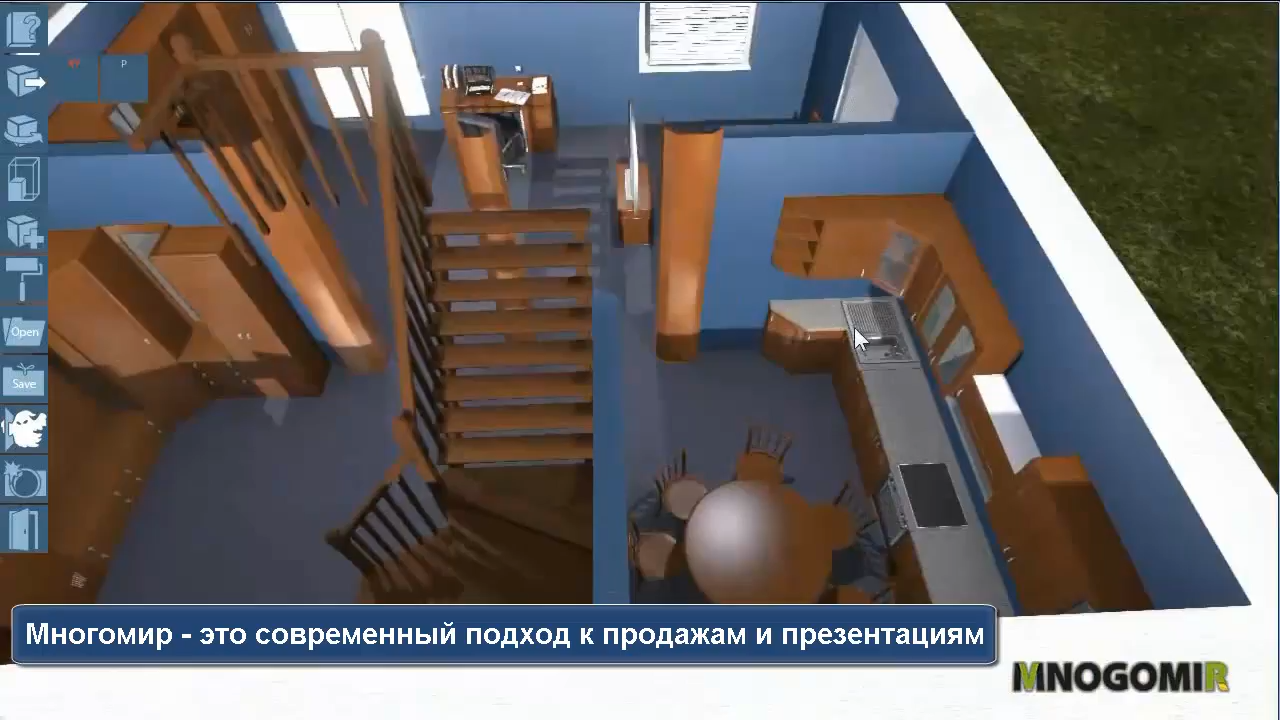 P
Open
Save
Многомир - это современный подход к продажам и презентациям
MNOGOMIR